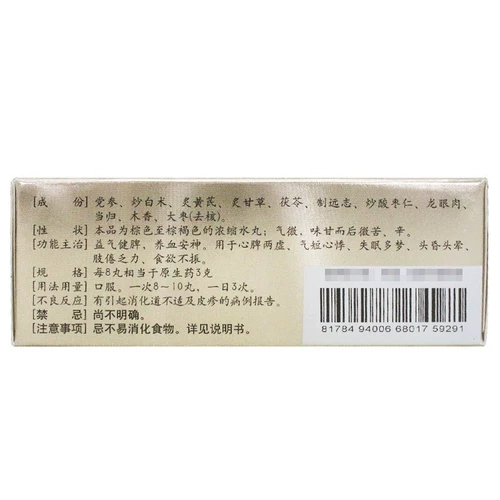 [成　份] 党参、炒白术、炙黄芪、炙甘草、茯苓、制远志、炒酸枣仁、龙眼肉、
当归、木香、大枣(去核)。
[性　状] 本品为棕色至棕褐色的浓缩水丸；气微，味甘而后微苦、辛。
[功能主治] 益气健脾，养血安神。用于心脾两虚、气短心悸、失眠多梦、头昏头晕、
肢倦乏力、食欲不振。
[规　格] 每8丸相当于原生药3克
[用法用量] 口服。一次8～10丸，一日3次。
[不良反应] 有引起消化道不适及皮疹的病例报告。
[禁　忌] 尚不明确。
[注意事项] 忌不易消化食物。详见说明书。
81784 94006 68017 59291